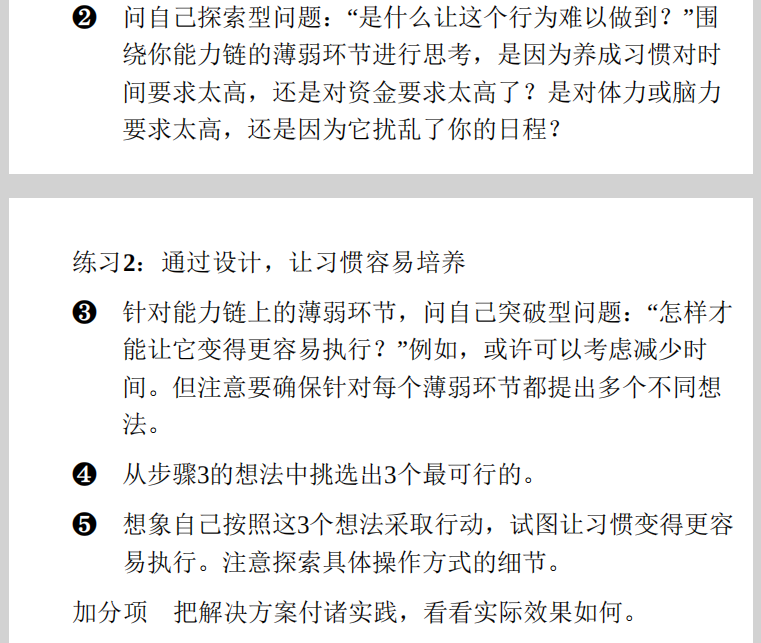 ❷ 问自己探索型问题：“是什么让这个行为难以做到？”围
绕你能力链的薄弱环节进行思考，是因为养成习惯对时
间要求太高，还是对资金要求太高了？是对体力或脑力
要求太高，还是因为它扰乱了你的日程？
练习2：通过设计，让习惯容易培养
❸ 针对能力链上的薄弱环节，问自己突破型问题：“怎样才
能让它变得更容易执行？”例如，或许可以考虑减少时
间。但注意要确保针对每个薄弱环节都提出多个不同想
法。
❹ 从步骤3的想法中挑选出3个最可行的。
❺ 想象自己按照这3个想法采取行动，试图让习惯变得更容
易执行。注意探索具体操作方式的细节。
加分项 把解决方案付诸实践，看看实际效果如何。